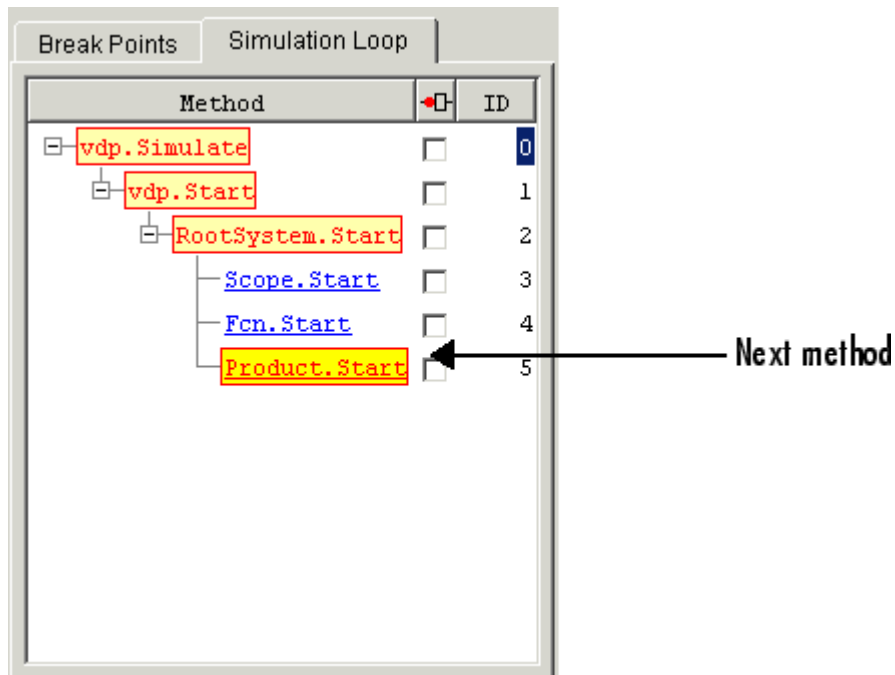 Break Points Simulation Loop
Method ID
vdp.Simulate 0
vdp.Start 1
RootSystem.Start 2
Scope.Start 3
Fcn.Start 4
Product.Start 5
Next method